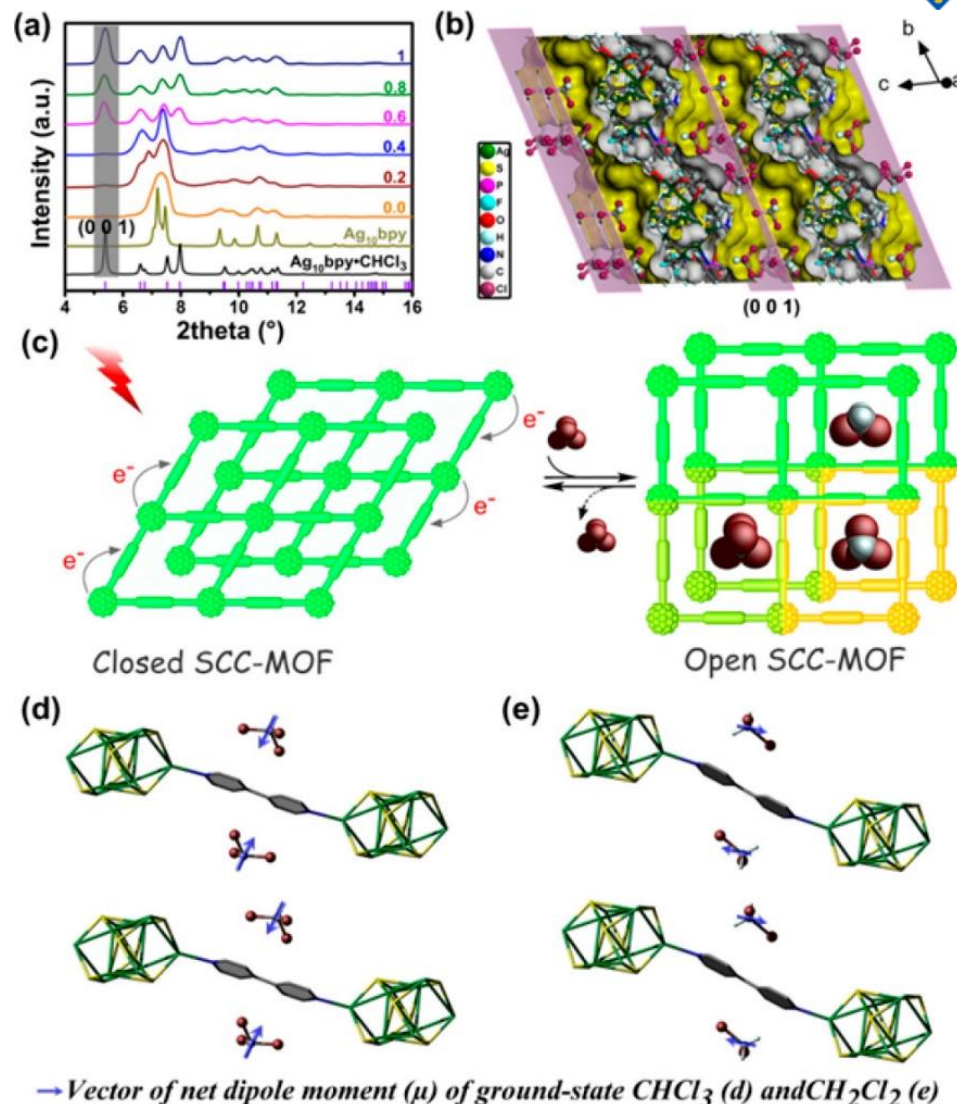 (a)
Intensity (a.u.)
1
0.8
0.6
0.4
0.2
0.0
(0 0 1)
Ag₁₀bpy
Ag₁₀bpy•CHCl₃
4 6 8 10 12 14 16
2theta (°)
(b)
b
c
a
Ag
S
P
F
O
H
N
C
Cl
(0 0 1)
(c)
e⁻
e⁻
e⁻
e⁻
Closed SCC-MOF
Open SCC-MOF
(d)
(e)
Vector of net dipole moment (μ) of ground-state CHCl₃ (d) andCH₂Cl₂ (e)